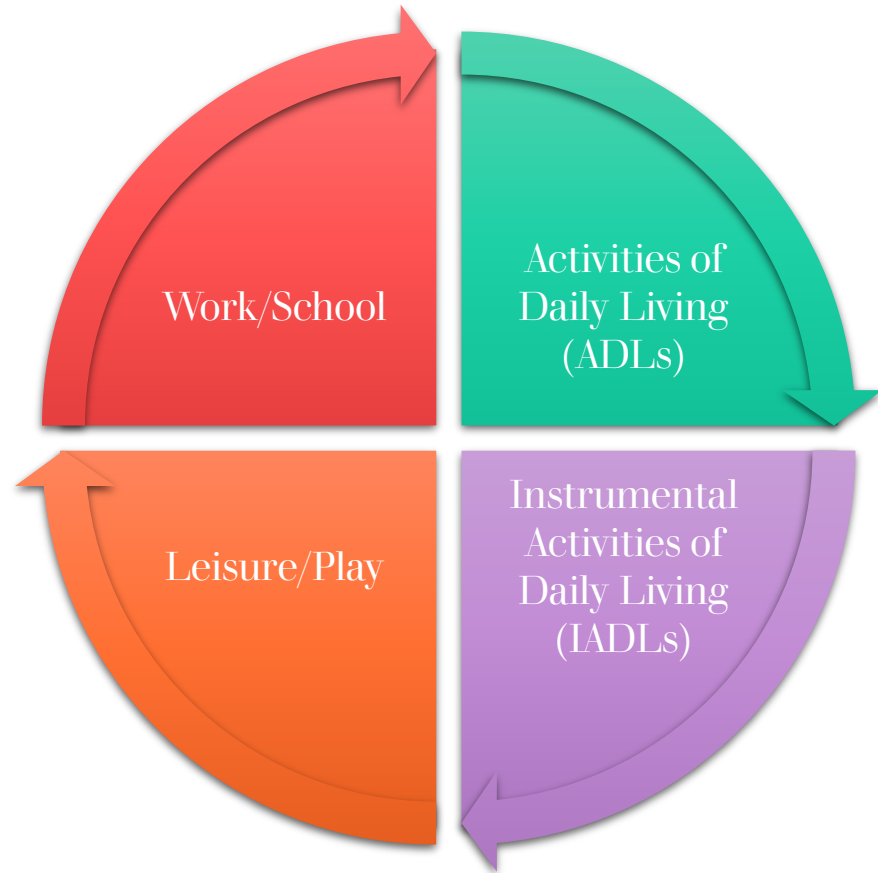 Work/School
Activities of
Daily Living
(ADLs)
Leisure/Play
Instrumental
Activities of
Daily Living
(IADLs)